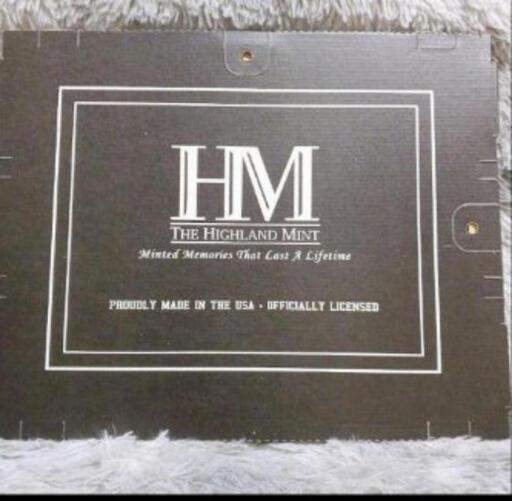 HM
THE HIGHLAND MINT
Minted Memories That Last A Lifetime
PROUDLY MADE IN THE USA - OFFICIALLY LICENSED